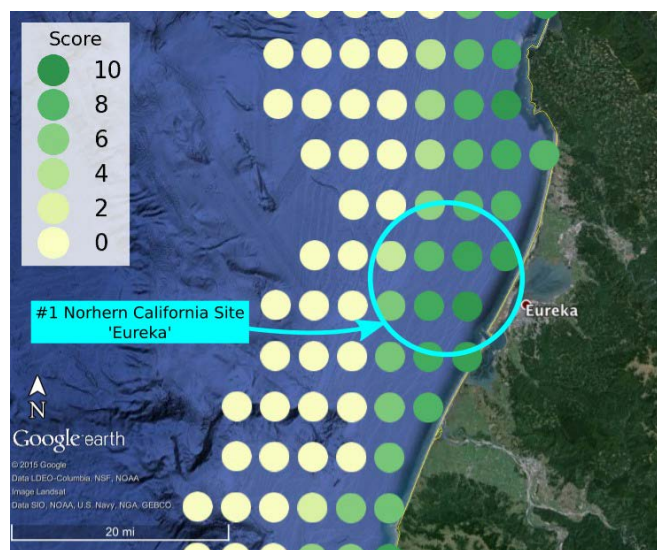 Score
10
8
6
4
2
0
#1 Norhern California Site
'Eureka'
Eureka
N
Google earth
© 2015 Google
Data LDEO-Columbia, NSF, NOAA
Image Landsat
Data SIO, NOAA, U.S. Navy, NGA, GEBCO
20 mi